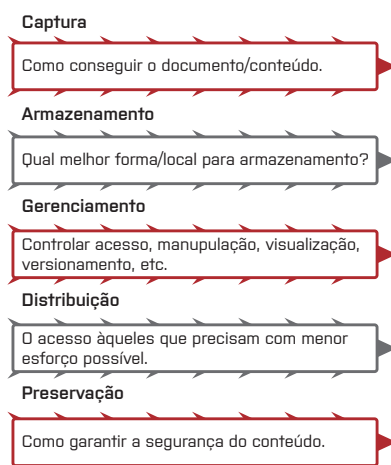 Captura
Como conseguir o documento/conteúdo.
Armazenamento
Qual melhor forma/local para armazenamento?
Gerenciamento
Controlar acesso, manupulação, visualização,
versionamento, etc.
Distribuição
O acesso àqueles que precisam com menor
esforço possível.
Preservação
Como garantir a segurança do conteúdo.